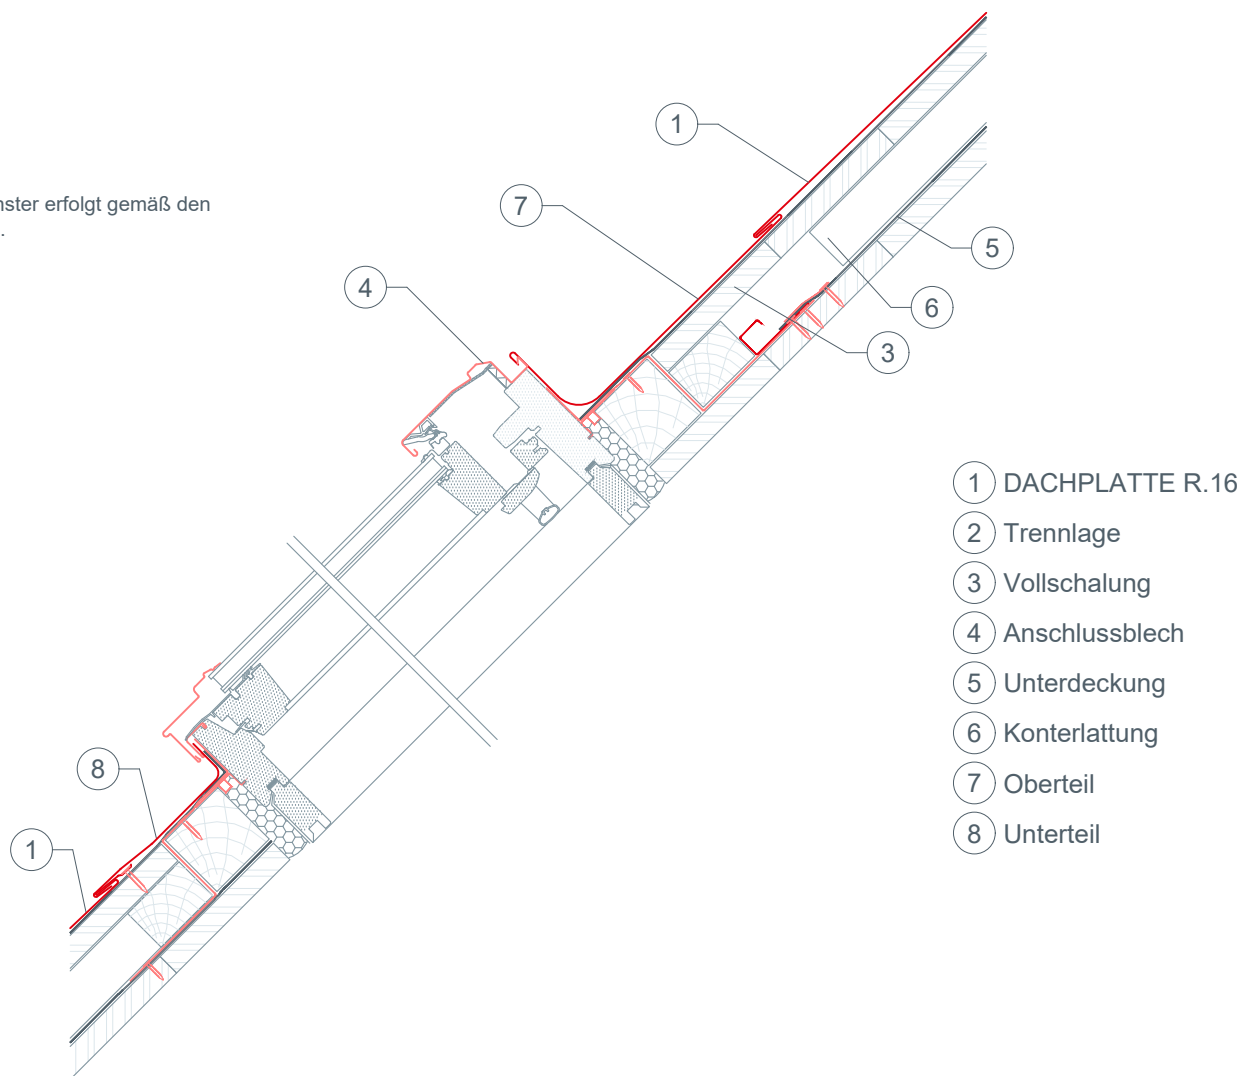 nster erfolgt gemäß den
.
1
7
4
5
6
3
8
1
1 DACHPLATTE R.16
2 Trennlage
3 Vollschalung
4 Anschlussblech
5 Unterdeckung
6 Konterlattung
7 Oberteil
8 Unterteil